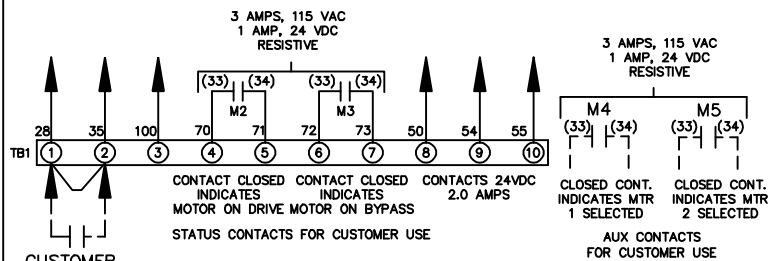 3 AMPS, 115 VAC
1 AMP, 24 VDC
RESISTIVE
3 AMPS, 115 VAC
1 AMP, 24 VDC
RESISTIVE
(33) (34) (33) (34)
M2 M3
M4 M5
(33) (34) (33) (34)
28 35 100 70 71 72 73 50 54 55
TB1 1 2 3 4 5 6 7 8 9 10
CONTACT CLOSED CONTACT CLOSED CONTACTS 24VDC
INDICATES INDICATES 2.0 AMPS
MOTOR ON DRIVE MOTOR ON BYPASS
STATUS CONTACTS FOR CUSTOMER USE
CLOSED CONT. CLOSED CONT.
INDICATES MTR INDICATES MTR
1 SELECTED 2 SELECTED
AUX CONTACTS
FOR CUSTOMER USE
CUSTOMER